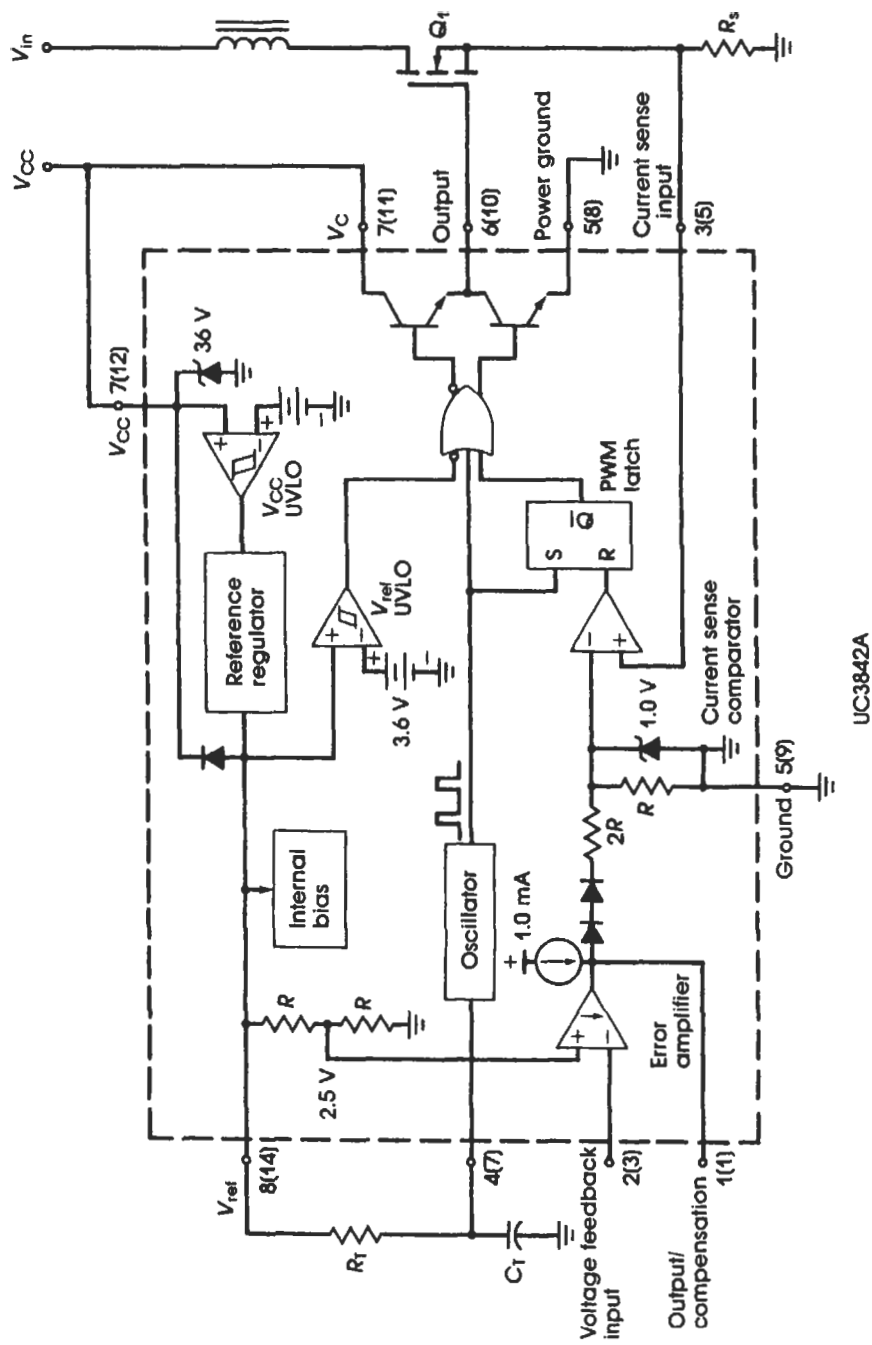 V_in
V_CC
V_CC
7(12)
36 V
+
−
+
−
V_CC
UVLO
Reference
regulator
V_ref
UVLO
+
−
+
−
3.6 V
Internal
bias
R
R
2.5 V
V_ref
8(14)
R_T
C_T
4(7)
Oscillator
Voltage feedback
input
2(3)
Output/
compensation
1(1)
Error
amplifier
+
−
+
1.0 mA
2R
R
1.0 V
Ground
5(9)
Current sense
comparator
−
+
S
R
Q̅
PWM
latch
V_C
7(11)
Output
6(10)
Power ground
5(8)
Current sense
input
3(5)
Q_1
R_s
UC3842A